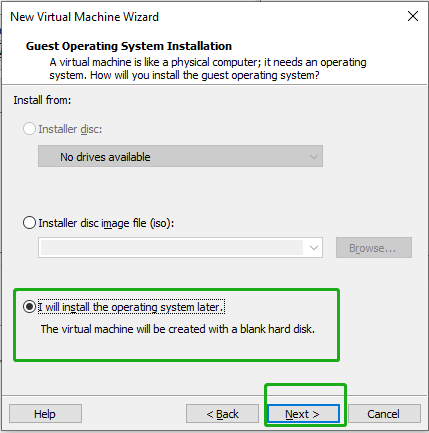 New Virtual Machine Wizard
Guest Operating System Installation
A virtual machine is like a physical computer; it needs an operating
system. How will you install the guest operating system?
Install from:
Installer disc:
No drives available
Installer disc image file (iso):
Browse...
I will install the operating system later.
The virtual machine will be created with a blank hard disk.
Help
< Back
Next >
Cancel